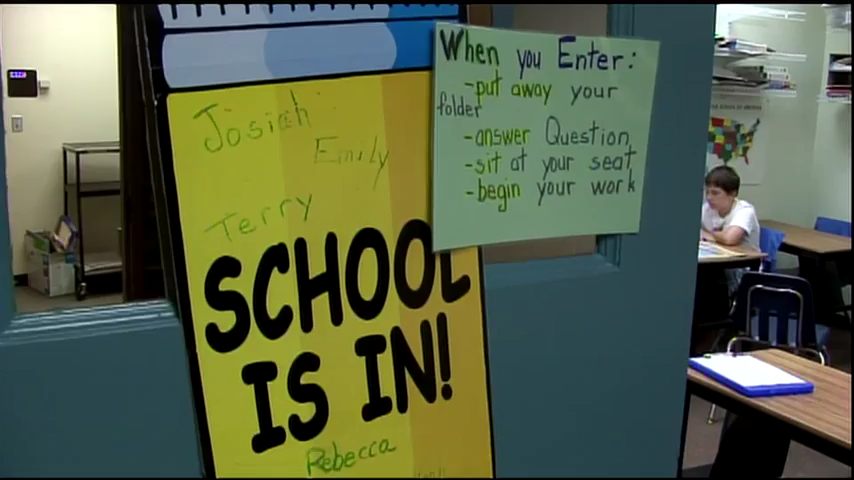 When you Enter:
-put away your
folder
-answer Question
-sit at your seat
-begin your work
Josiah
Emily
Terry
SCHOOL
IS IN!
Rebecca